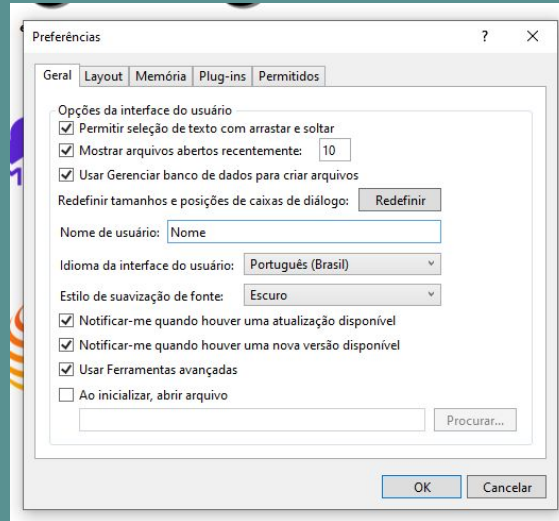 Preferências
Geral Layout Memória Plug-ins Permitidos
Opções da interface do usuário
Permitir seleção de texto com arrastar e soltar
Mostrar arquivos abertos recentemente: 10
Usar Gerenciar banco de dados para criar arquivos
Redefinir tamanhos e posições de caixas de diálogo: Redefinir
Nome de usuário: Nome
Idioma da interface do usuário: Português (Brasil)
Estilo de suavização de fonte: Escuro
Notificar-me quando houver uma atualização disponível
Notificar-me quando houver uma nova versão disponível
Usar Ferramentas avançadas
Ao inicializar, abrir arquivo
Procurar...
OK Cancelar